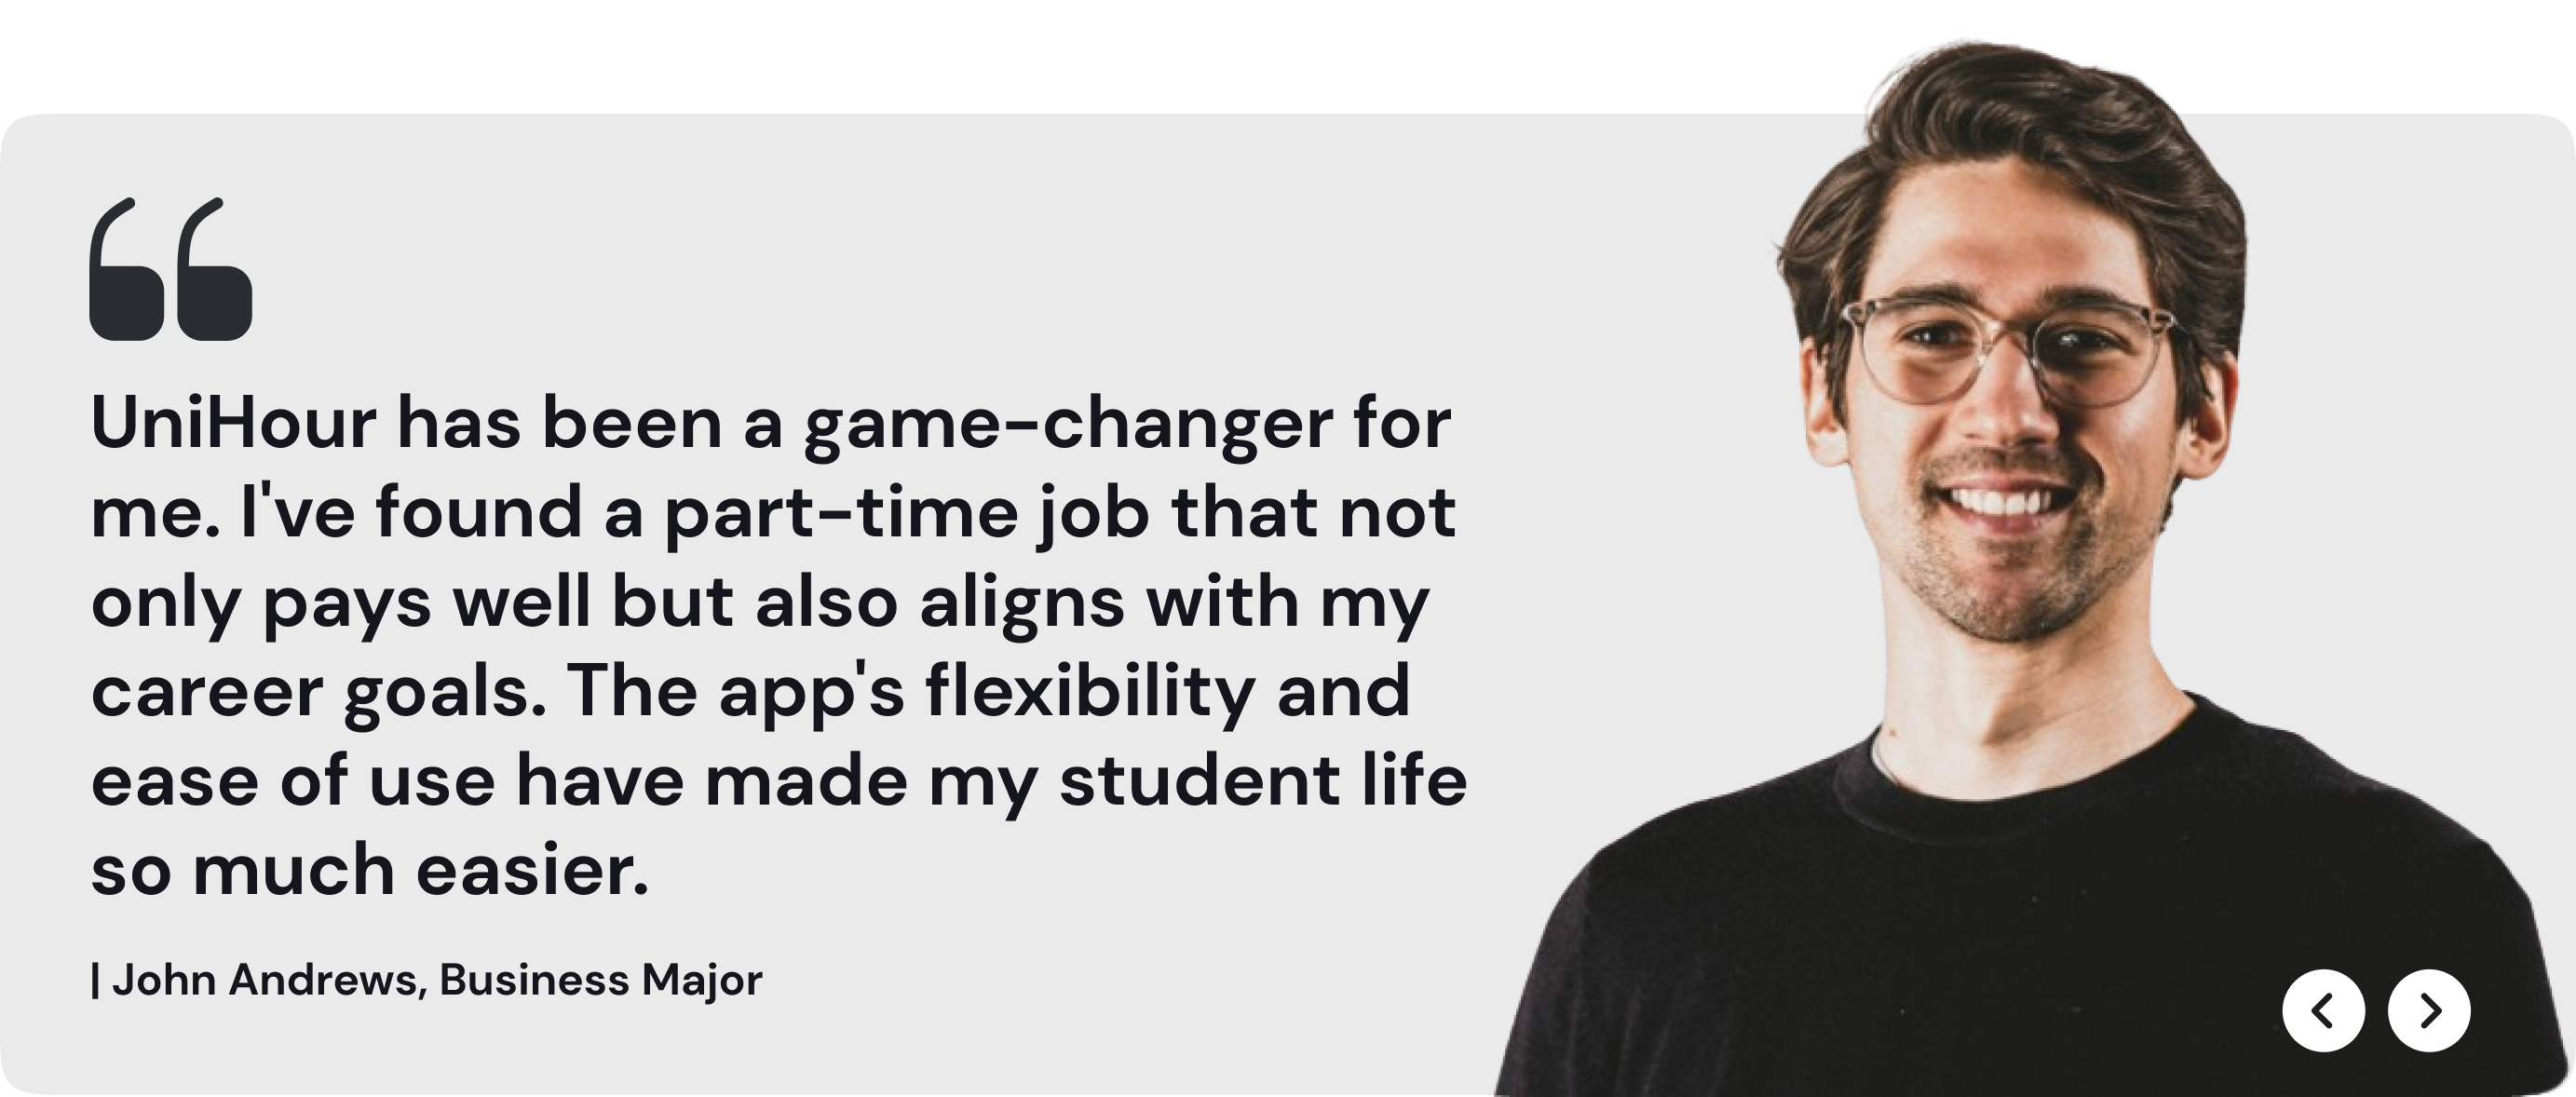 UniHour has been a game-changer for
me. I've found a part-time job that not
only pays well but also aligns with my
career goals. The app's flexibility and
ease of use have made my student life
so much easier.
| John Andrews, Business Major